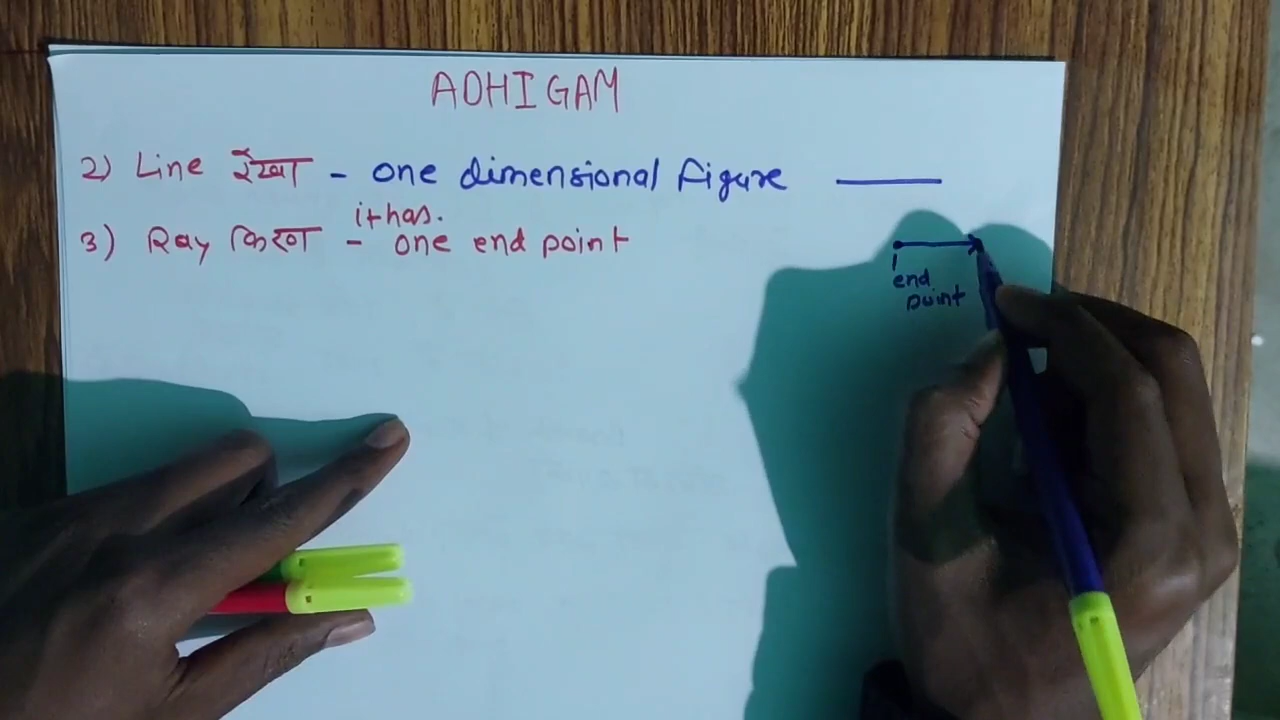 ADHIGAM
2) Line रेखा - one dimensional figure
it has.
3) Ray किरण - one end point
end
point